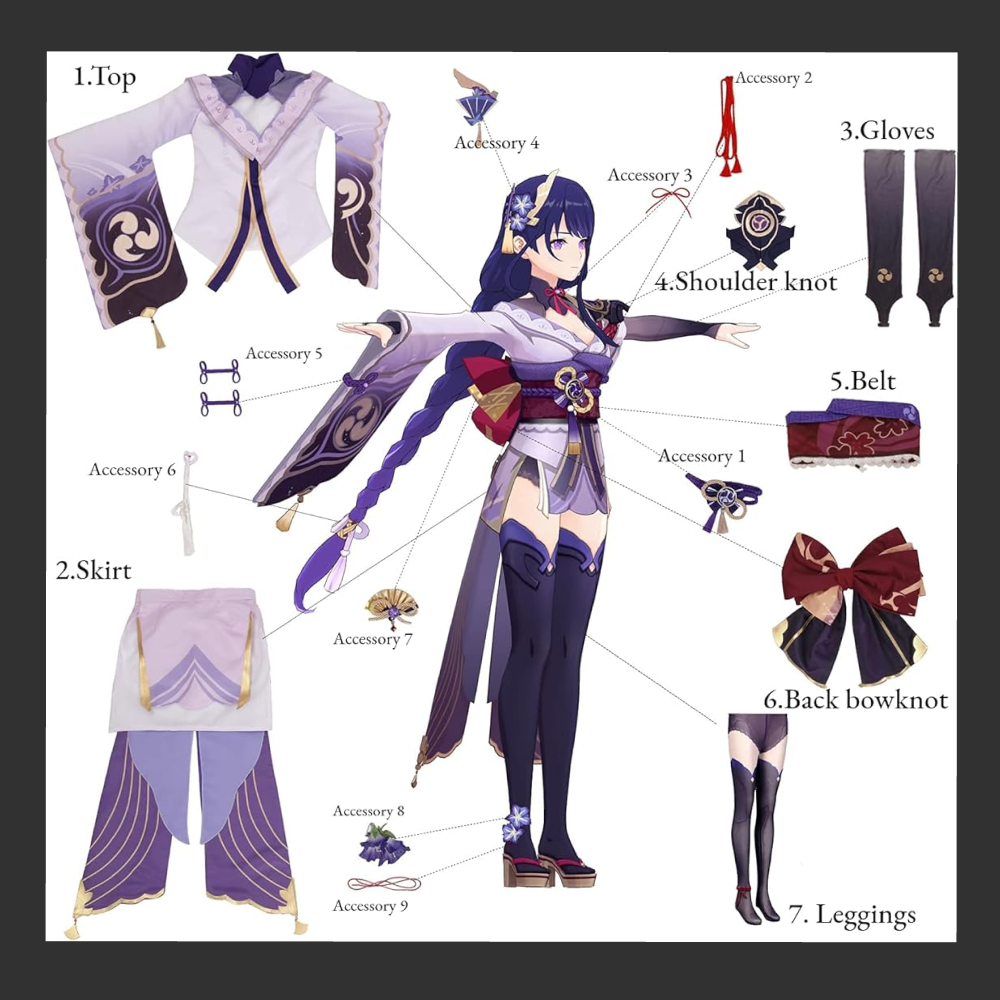 1.Top
Accessory 2
Accessory 4
3.Gloves
Accessory 3
4.Shoulder knot
Accessory 5
5.Belt
Accessory 6
Accessory 1
2.Skirt
Accessory 7
6.Back bowknot
Accessory 8
Accessory 9
7. Leggings